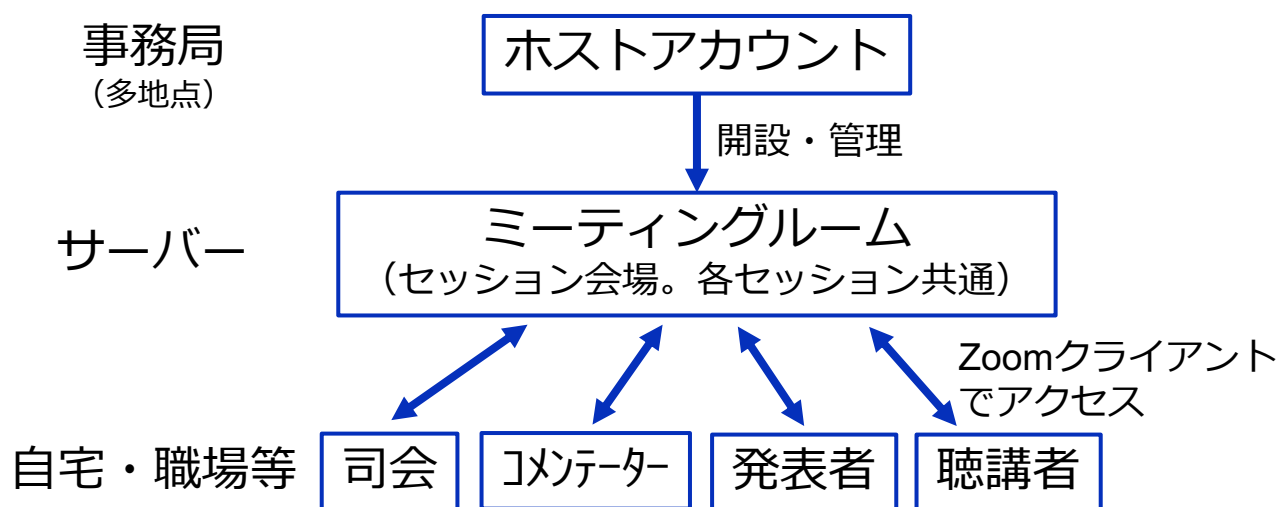 事務局
（多地点）
ホストアカウント
開設・管理
サーバー
ミーティングルーム
（セッション会場。各セッション共通）
Zoomクライアント
でアクセス
自宅・職場等
司会
ｺﾒﾝﾃｰﾀｰ
発表者
聴講者